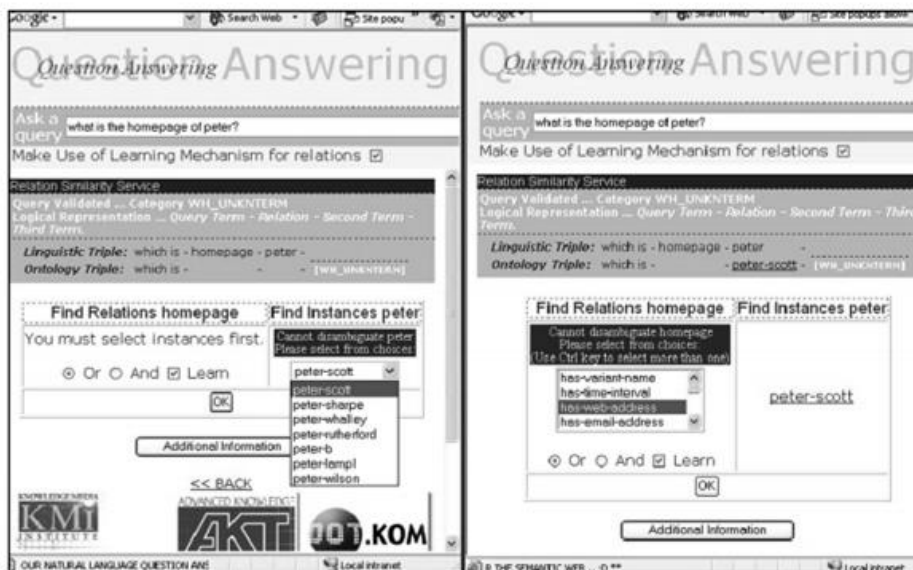 Google
Search Web
Site popu
Question Answering
Question Answering
Ask a query
what is the homepage of peter?
Make Use of Learning Mechanism for relations
Relation Similarity Service
Query Validated ... Category WH_UNKNTERM
Logical Representation ... Query Term - Relation - Second Term -
Third Term.
Linguistic Triple: which is - homepage - peter -
Ontology Triple: which is - - - [WH_UNKNTERM]
Find Relations homepage
Find Instances peter
You must select instances first.
Cannot disambiguate peter
Please select from choices
Or And Learn
peter-scott
peter-scott
peter-sharpe
peter-whalley
peter-rutherford
peter-b
peter-lampl
peter-wilson
OK
Additional Information
<< BACK
KNOWLEDGE MEDIA
KMi
INSTITUTE
ADVANCED KNOWLEDGE
AKT
DOT.KOM
OUR NATURAL LANGUAGE QUESTION ANS
Local intranet
Google
Search Web
Site popups allow
Question Answering
Question Answering
Ask a query
what is the homepage of peter?
Make Use of Learning Mechanism for relations
Relation Similarity Service
Query Validated ... Category WH_UNKNTERM
Logical Representation ... Query Term - Relation - Second Term - Third
Term.
Linguistic Triple: which is - homepage - peter -
Ontology Triple: which is - - peter-scott - [WH_UNKNTERM]
Find Relations homepage
Find Instances peter
Cannot disambiguate homepage
Please select from choices:
(Use Ctrl key to select more than one)
has-variant-name
has-time-interval
has-web-address
has-email-address
peter-scott
Or And Learn
OK
Additional Information
R THE SEMANTIC WEB ... :D **
Local intranet